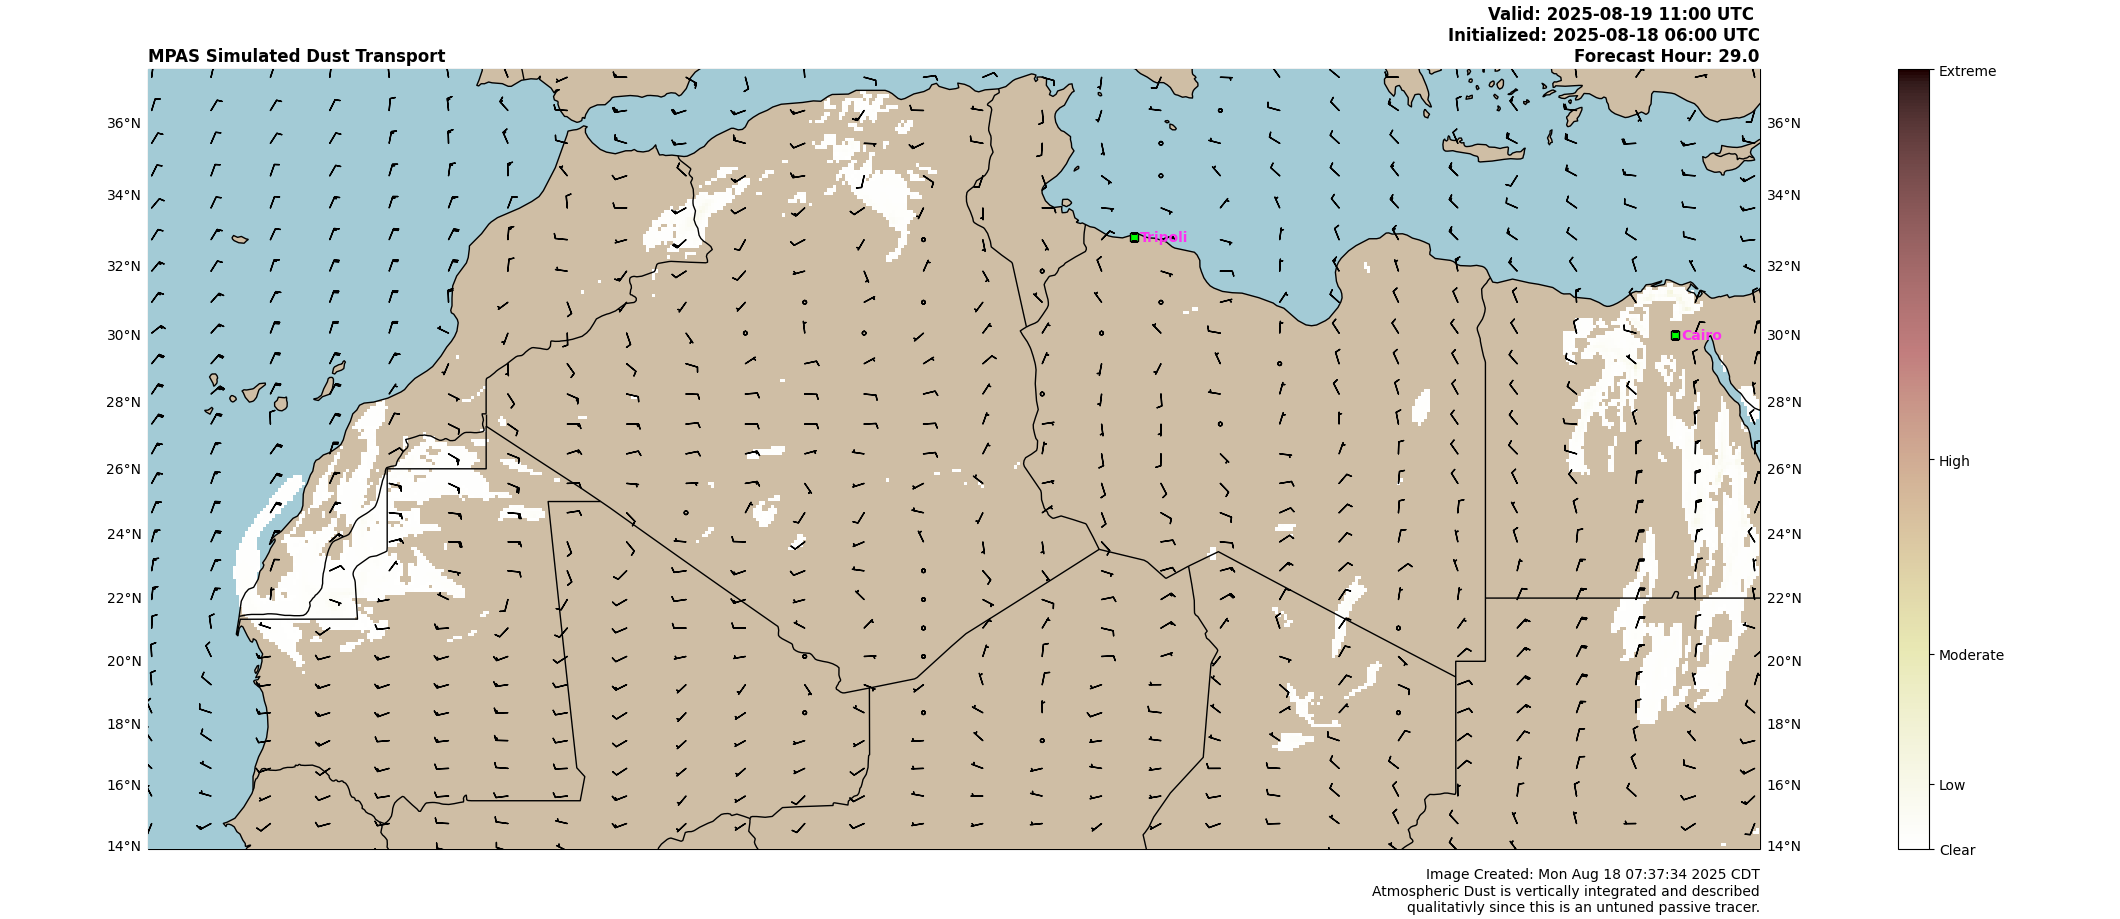 Valid: 2025-08-19 11:00 UTC
Initialized: 2025-08-18 06:00 UTC
MPAS Simulated Dust Transport
Forecast Hour: 29.0
Extreme
36°N
36°N
34°N
34°N
Tripoli
32°N
32°N
30°N
Cairo
30°N
28°N
28°N
26°N
26°N
High
24°N
24°N
22°N
22°N
20°N
20°N
Moderate
18°N
18°N
16°N
16°N
Low
14°N
14°N
Clear
Image Created: Mon Aug 18 07:37:34 2025 CDT
Atmospheric Dust is vertically integrated and described
qualitativly since this is an untuned passive tracer.